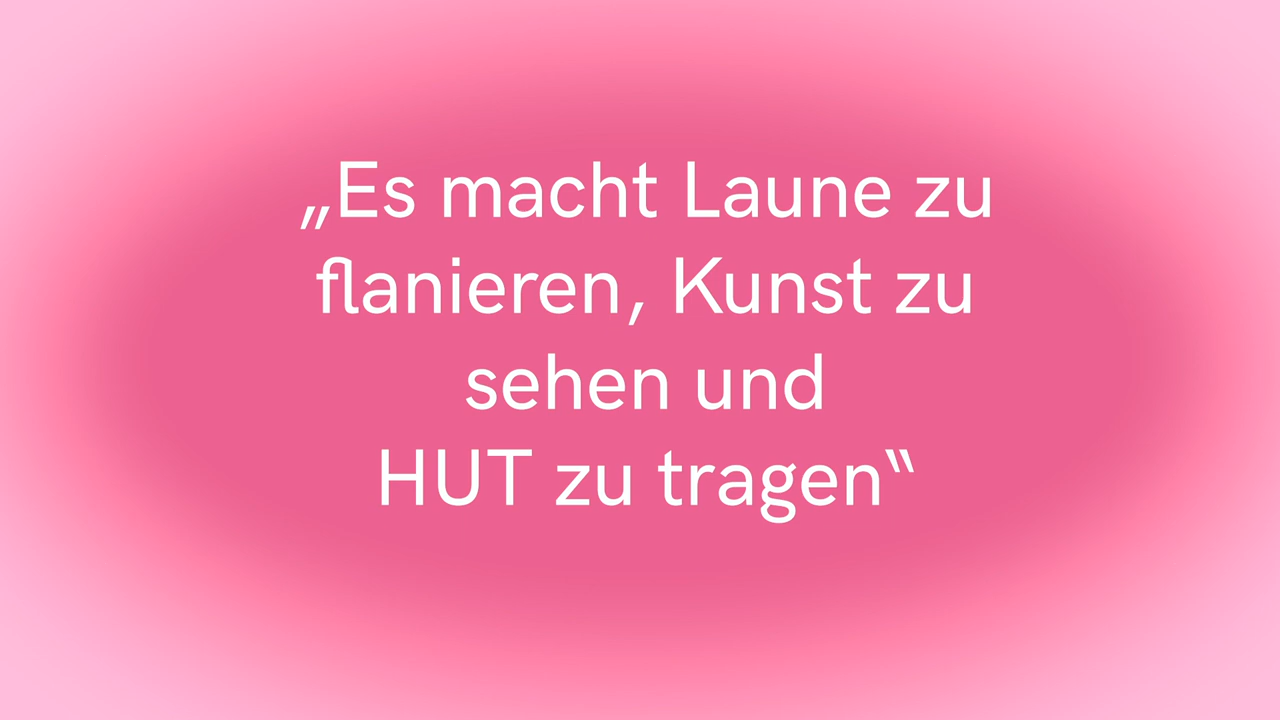 „Es macht Laune zu
flanieren, Kunst zu
sehen und
HUT zu tragen“